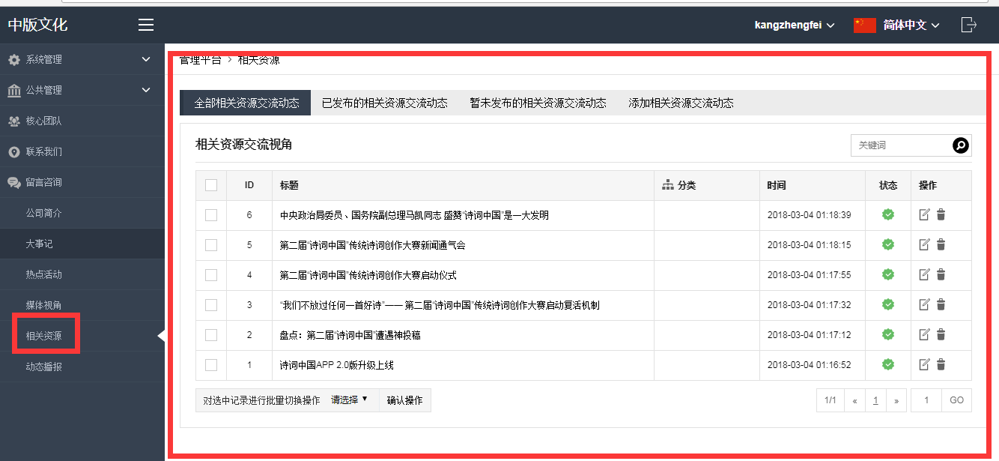 中版文化
kangzhengfei
简体中文
系统管理
公共管理
核心团队
联系我们
留言咨询
公司简介
大事记
热点活动
媒体视角
相关资源
动态播报
管理平台 > 相关资源
全部相关资源交流动态 已发布的相关资源交流动态 暂未发布的相关资源交流动态 添加相关资源交流动态
相关资源交流视角 关键词
ID 标题 分类 时间 状态 操作
6 中央政治局委员、国务院副总理马凯同志 盛赞“诗词中国”是一大发明 2018-03-04 01:18:39
5 第二届“诗词中国”传统诗词创作大赛新闻通气会 2018-03-04 01:18:15
4 第二届“诗词中国”传统诗词创作大赛启动仪式 2018-03-04 01:17:55
3 “我们不放过任何一首好诗”—— 第二届“诗词中国”传统诗词创作大赛启动复活机制 2018-03-04 01:17:32
2 盘点：第二届“诗词中国”遭遇神投稿 2018-03-04 01:17:12
1 诗词中国APP 2.0版升级上线 2018-03-04 01:16:52
对选中记录进行批量切换操作 请选择 ▼ 确认操作 1/1 « 1 » 1 GO